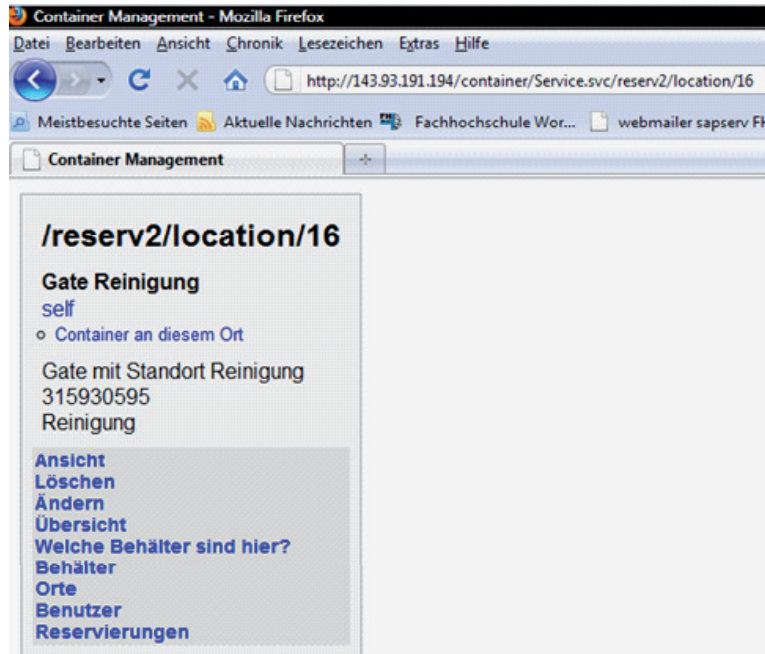 Container Management - Mozilla Firefox
Datei Bearbeiten Ansicht Chronik Lesezeichen Extras Hilfe
http://143.93.191.194/container/Service.svc/reserv2/location/16
Meistbesuchte Seiten Aktuelle Nachrichten Fachhochschule Wor... webmailer sapserv FH
Container Management
/reserv2/location/16
Gate Reinigung
self
Container an diesem Ort
Gate mit Standort Reinigung
315930595
Reinigung
Ansicht
Löschen
Ändern
Übersicht
Welche Behälter sind hier?
Behälter
Orte
Benutzer
Reservierungen